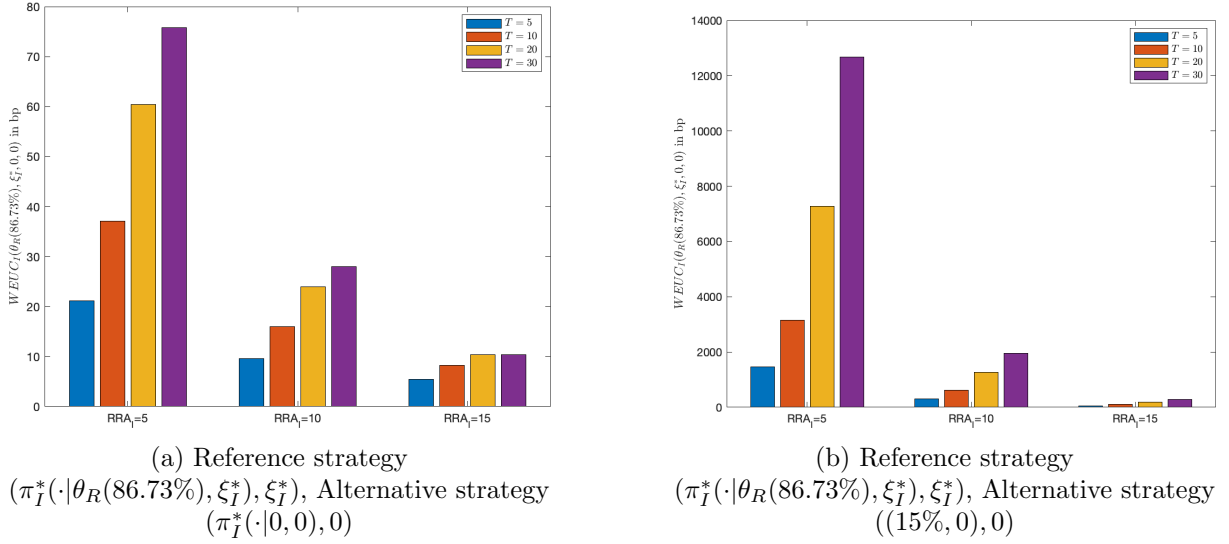 80
70
60
50
40
30
20
10
0
WEUC_I(θ_R(86.73%), ξ_I^*, 0, 0) in bp
T = 5
T = 10
T = 20
T = 30
RRA_I=5
RRA_I=10
RRA_I=15
14000
12000
10000
8000
6000
4000
2000
0
WEUC_I(θ_R(86.73%), ξ_I^*, 0, 0) in bp
T = 5
T = 10
T = 20
T = 30
RRA_I=5
RRA_I=10
RRA_I=15
(a) Reference strategy
(π_I^*(·|θ_R(86.73%), ξ_I^*), ξ_I^*), Alternative strategy
(π_I^*(·|0, 0), 0)
(b) Reference strategy
(π_I^*(·|θ_R(86.73%), ξ_I^*), ξ_I^*), Alternative strategy
((15%, 0), 0)